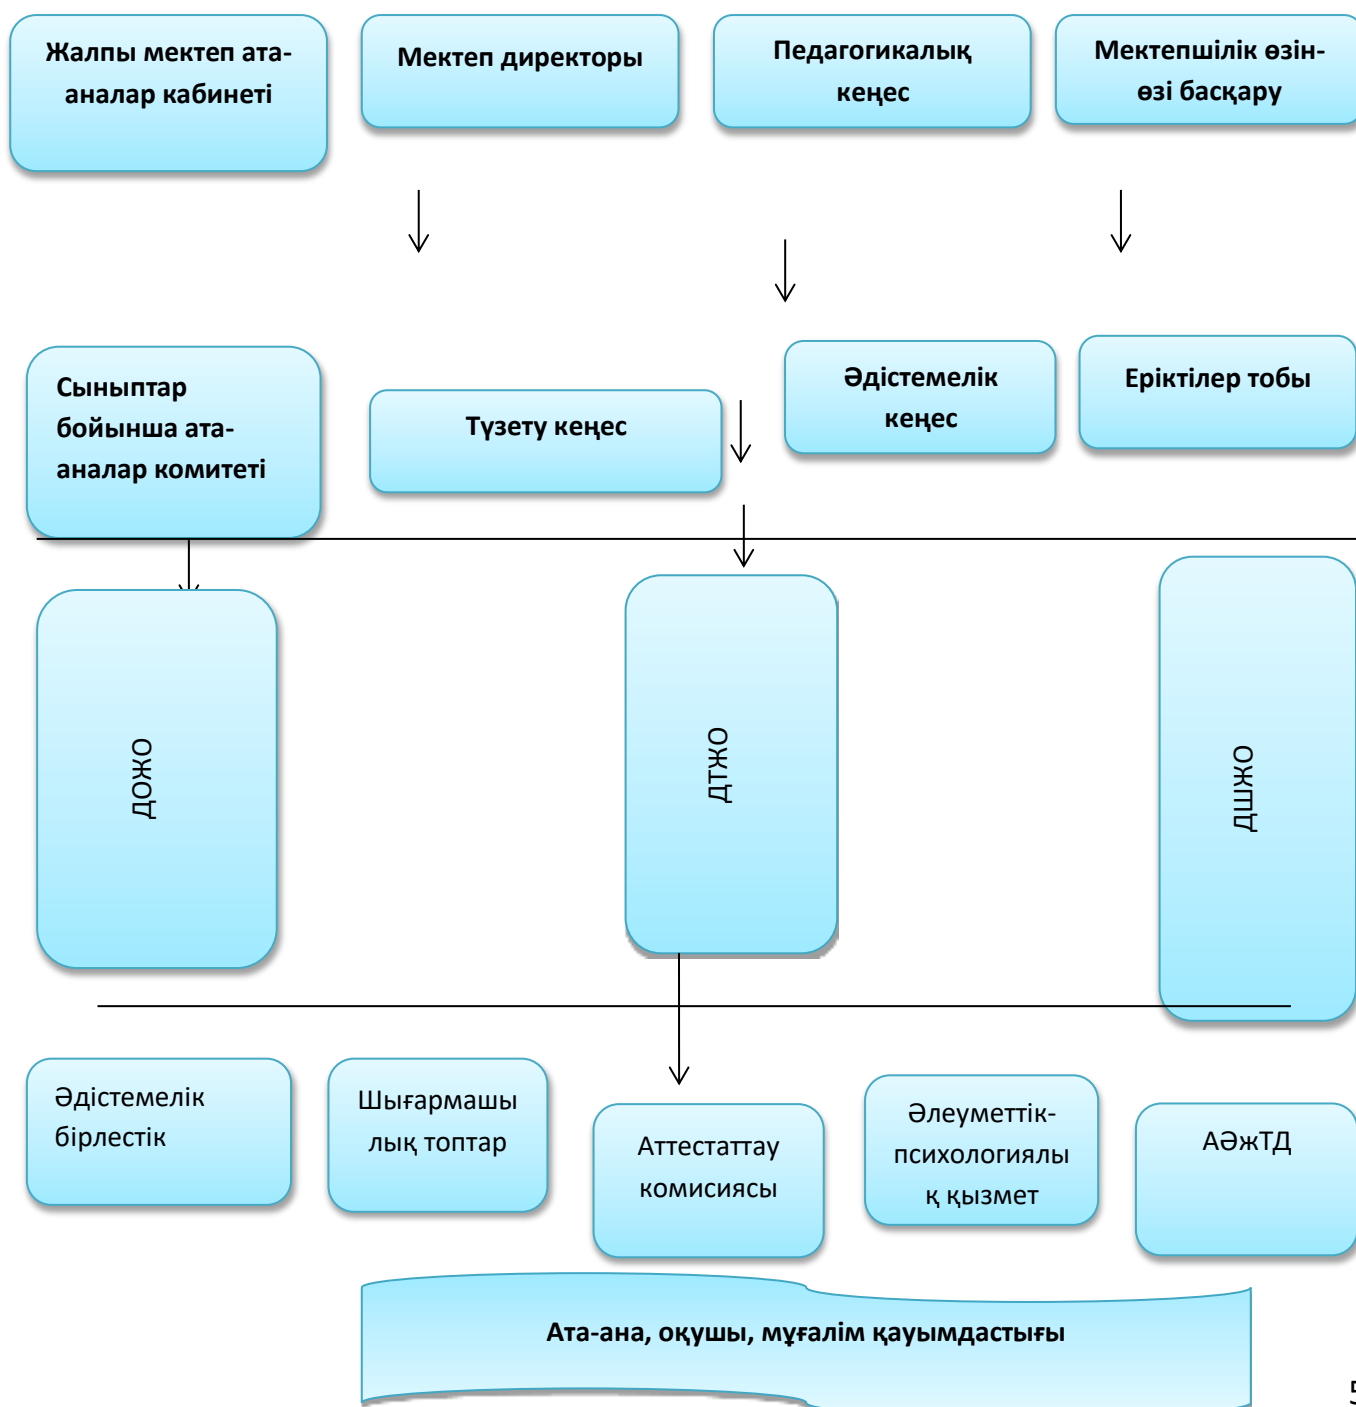 Жалпы мектеп ата-
аналар кабинеті
Мектеп директоры
Педагогикалық
кеңес
Мектепшілік өзін-
өзі басқару
Сыныптар
бойынша ата-
аналар комитеті
Түзету кеңес
Әдістемелік
кеңес
Еріктілер тобы
ДОЖО
ДТЖО
ДШЖО
Әдістемелік
бірлестік
Шығармашы
лық топтар
Аттестаттау
комисиясы
Әлеуметтік-
психологиялы
қ қызмет
АӘжТД
Ата-ана, оқушы, мұғалім қауымдастығы
5